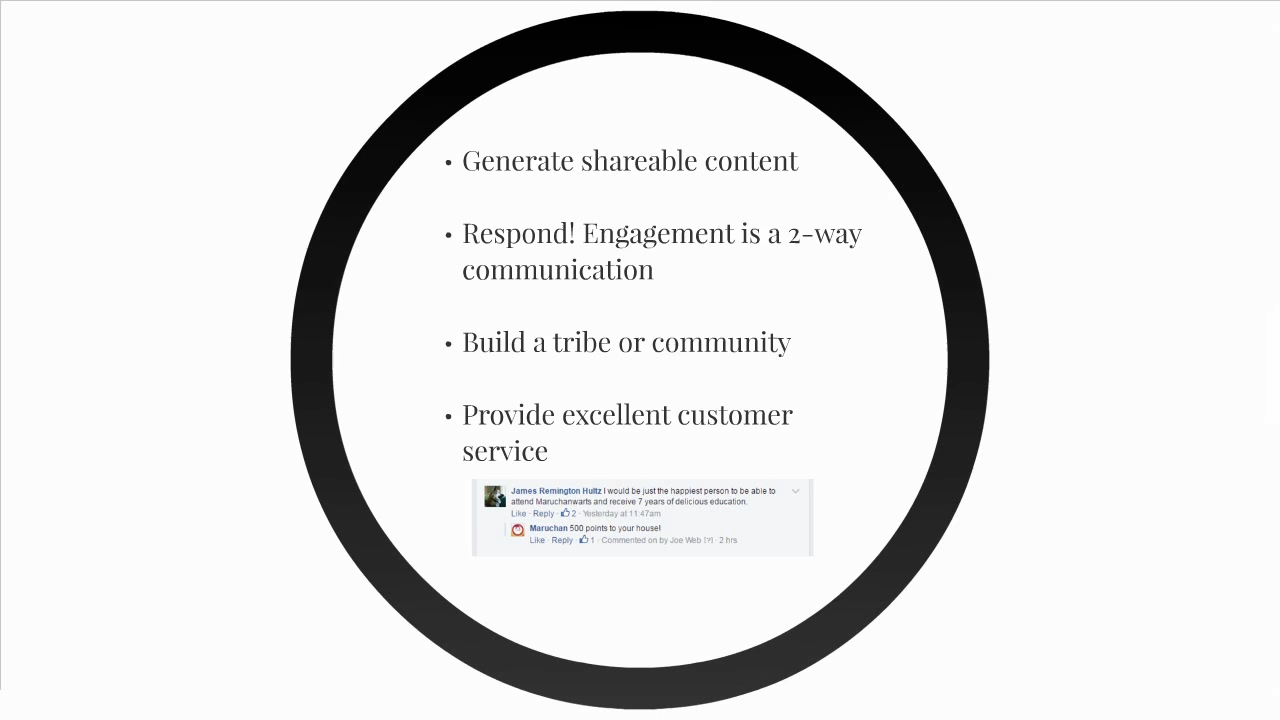 • Generate shareable content
• Respond! Engagement is a 2-way
communication
• Build a tribe or community
• Provide excellent customer
service
James Remington Hultz I would be just the happiest person to be able to
attend Maruchanwarts and receive 7 years of delicious education.
Like · Reply · 2 · Yesterday at 11:47am
Maruchan 500 points to your house!
Like · Reply · 1 · Commented on by Joe Web [?] · 2 hrs